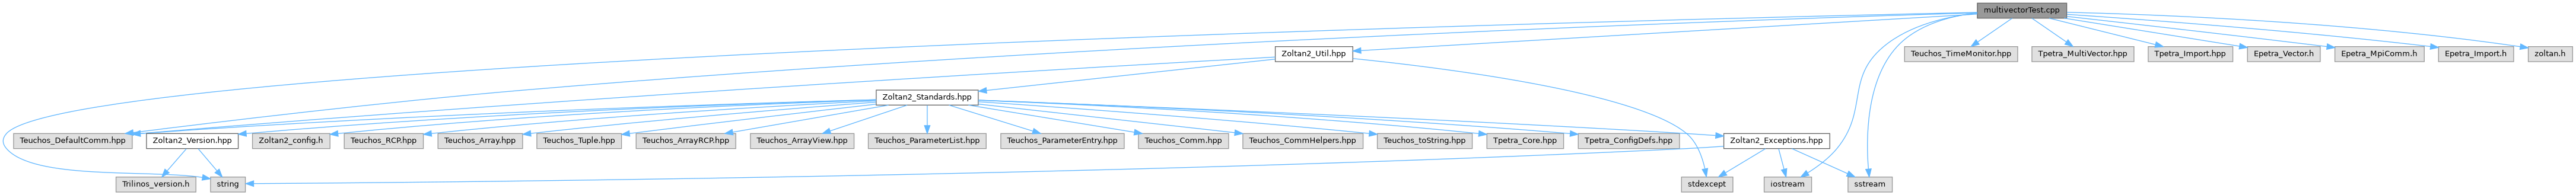 multivectorTest.cpp
Zoltan2_Util.hpp
Teuchos_TimeMonitor.hpp
Tpetra_MultiVector.hpp
Tpetra_Import.hpp
Epetra_Vector.h
Epetra_MpiComm.h
Epetra_Import.h
zoltan.h
Zoltan2_Standards.hpp
Teuchos_DefaultComm.hpp
Zoltan2_Version.hpp
Zoltan2_config.h
Teuchos_RCP.hpp
Teuchos_Array.hpp
Teuchos_Tuple.hpp
Teuchos_ArrayRCP.hpp
Teuchos_ArrayView.hpp
Teuchos_ParameterList.hpp
Teuchos_ParameterEntry.hpp
Teuchos_Comm.hpp
Teuchos_CommHelpers.hpp
Teuchos_toString.hpp
Tpetra_Core.hpp
Tpetra_ConfigDefs.hpp
Zoltan2_Exceptions.hpp
Trilinos_version.h
string
stdexcept
iostream
sstream